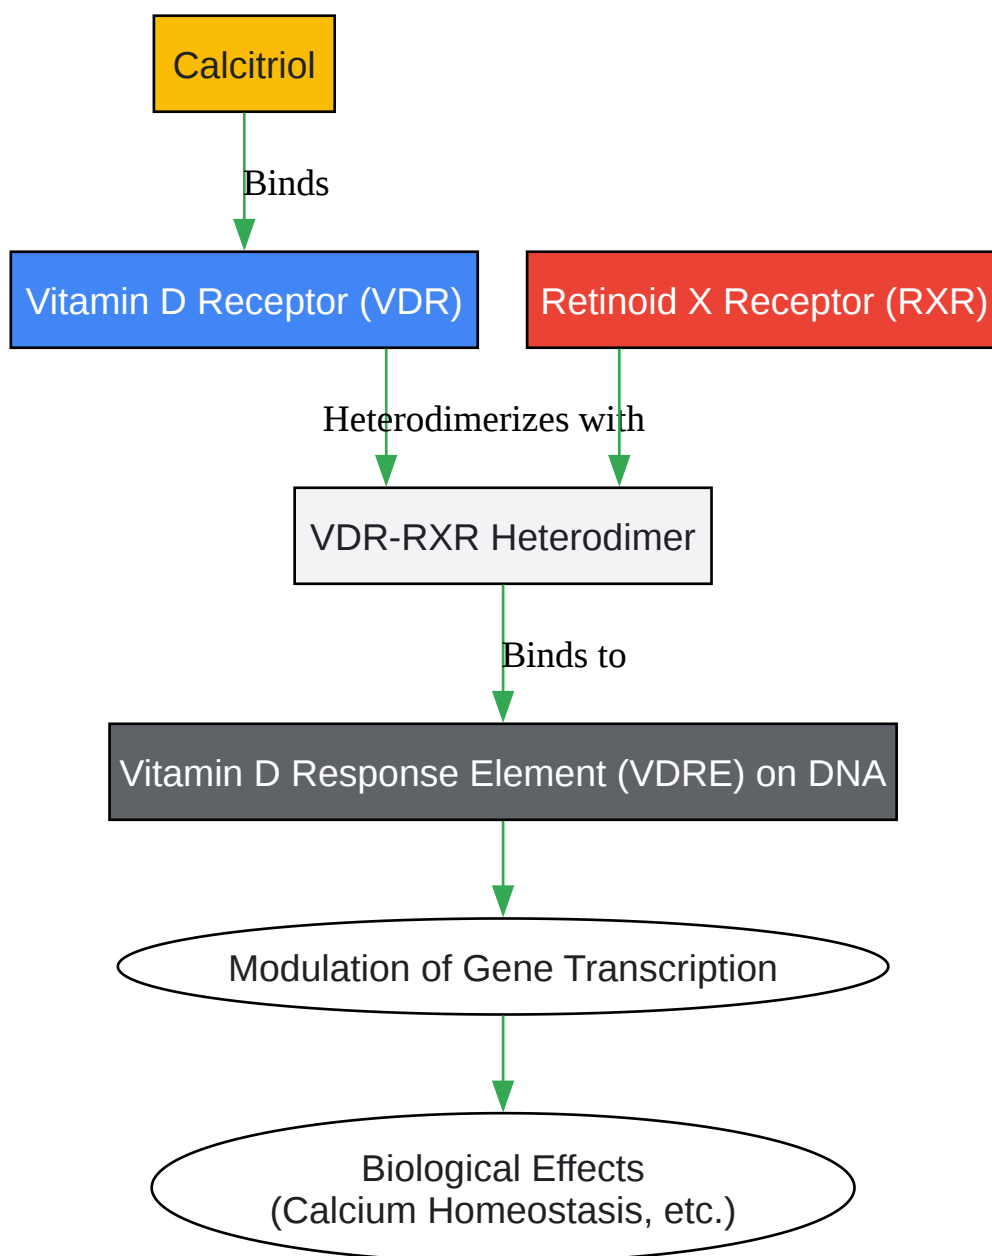 Calcitriol
Binds
Vitamin D Receptor (VDR)
Retinoid X Receptor (RXR)
Heterodimerizes with
VDR-RXR Heterodimer
Binds to
Vitamin D Response Element (VDRE) on DNA
Modulation of Gene Transcription
Biological Effects
(Calcium Homeostasis, etc.)